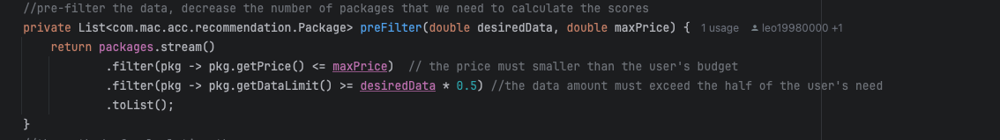 //pre-filter the data, decrease the number of packages that we need to calculate the scores
private List<com.mac.acc.recommendation.Package> preFilter(double desiredData, double maxPrice) { 1 usage leo19980000 +1
return packages.stream()
.filter(pkg -> pkg.getPrice() <= maxPrice) // the price must smaller than the user's budget
.filter(pkg -> pkg.getDataLimit() >= desiredData * 0.5) //the data amount must exceed the half of the user's need
.toList();
}